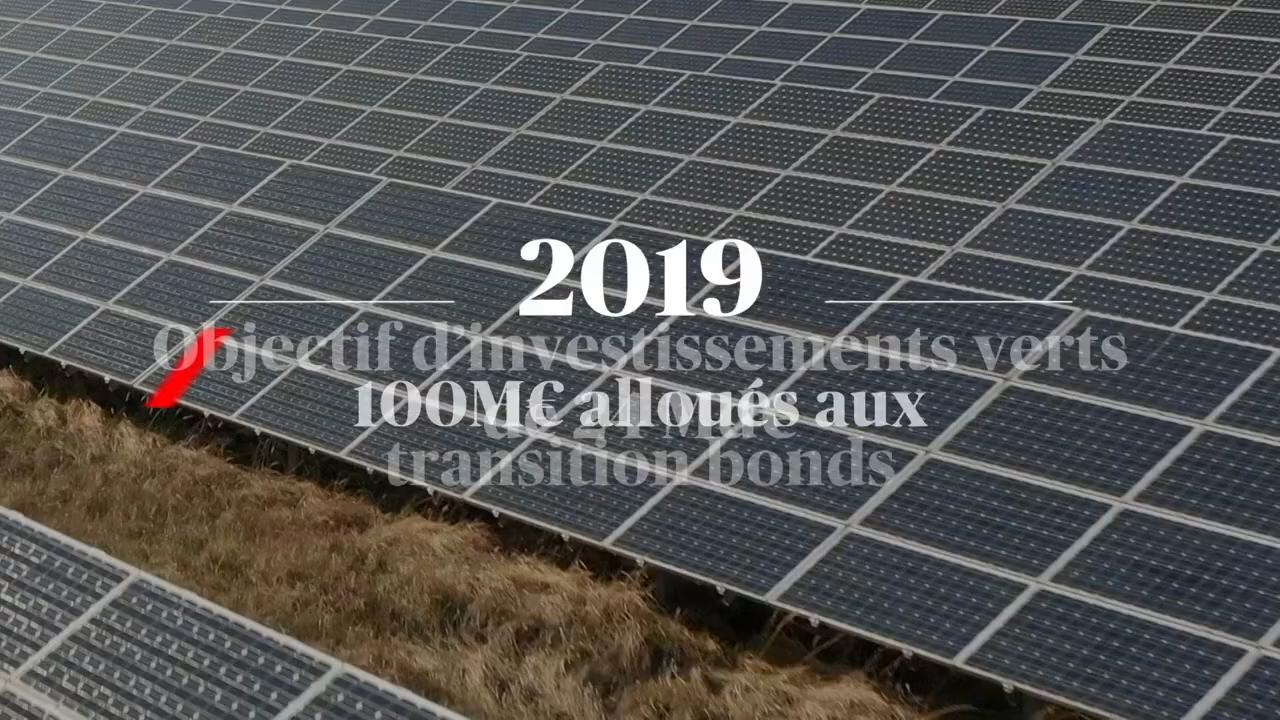 2019
Objectif d'investissements verts
100M€ alloués aux
transition bonds